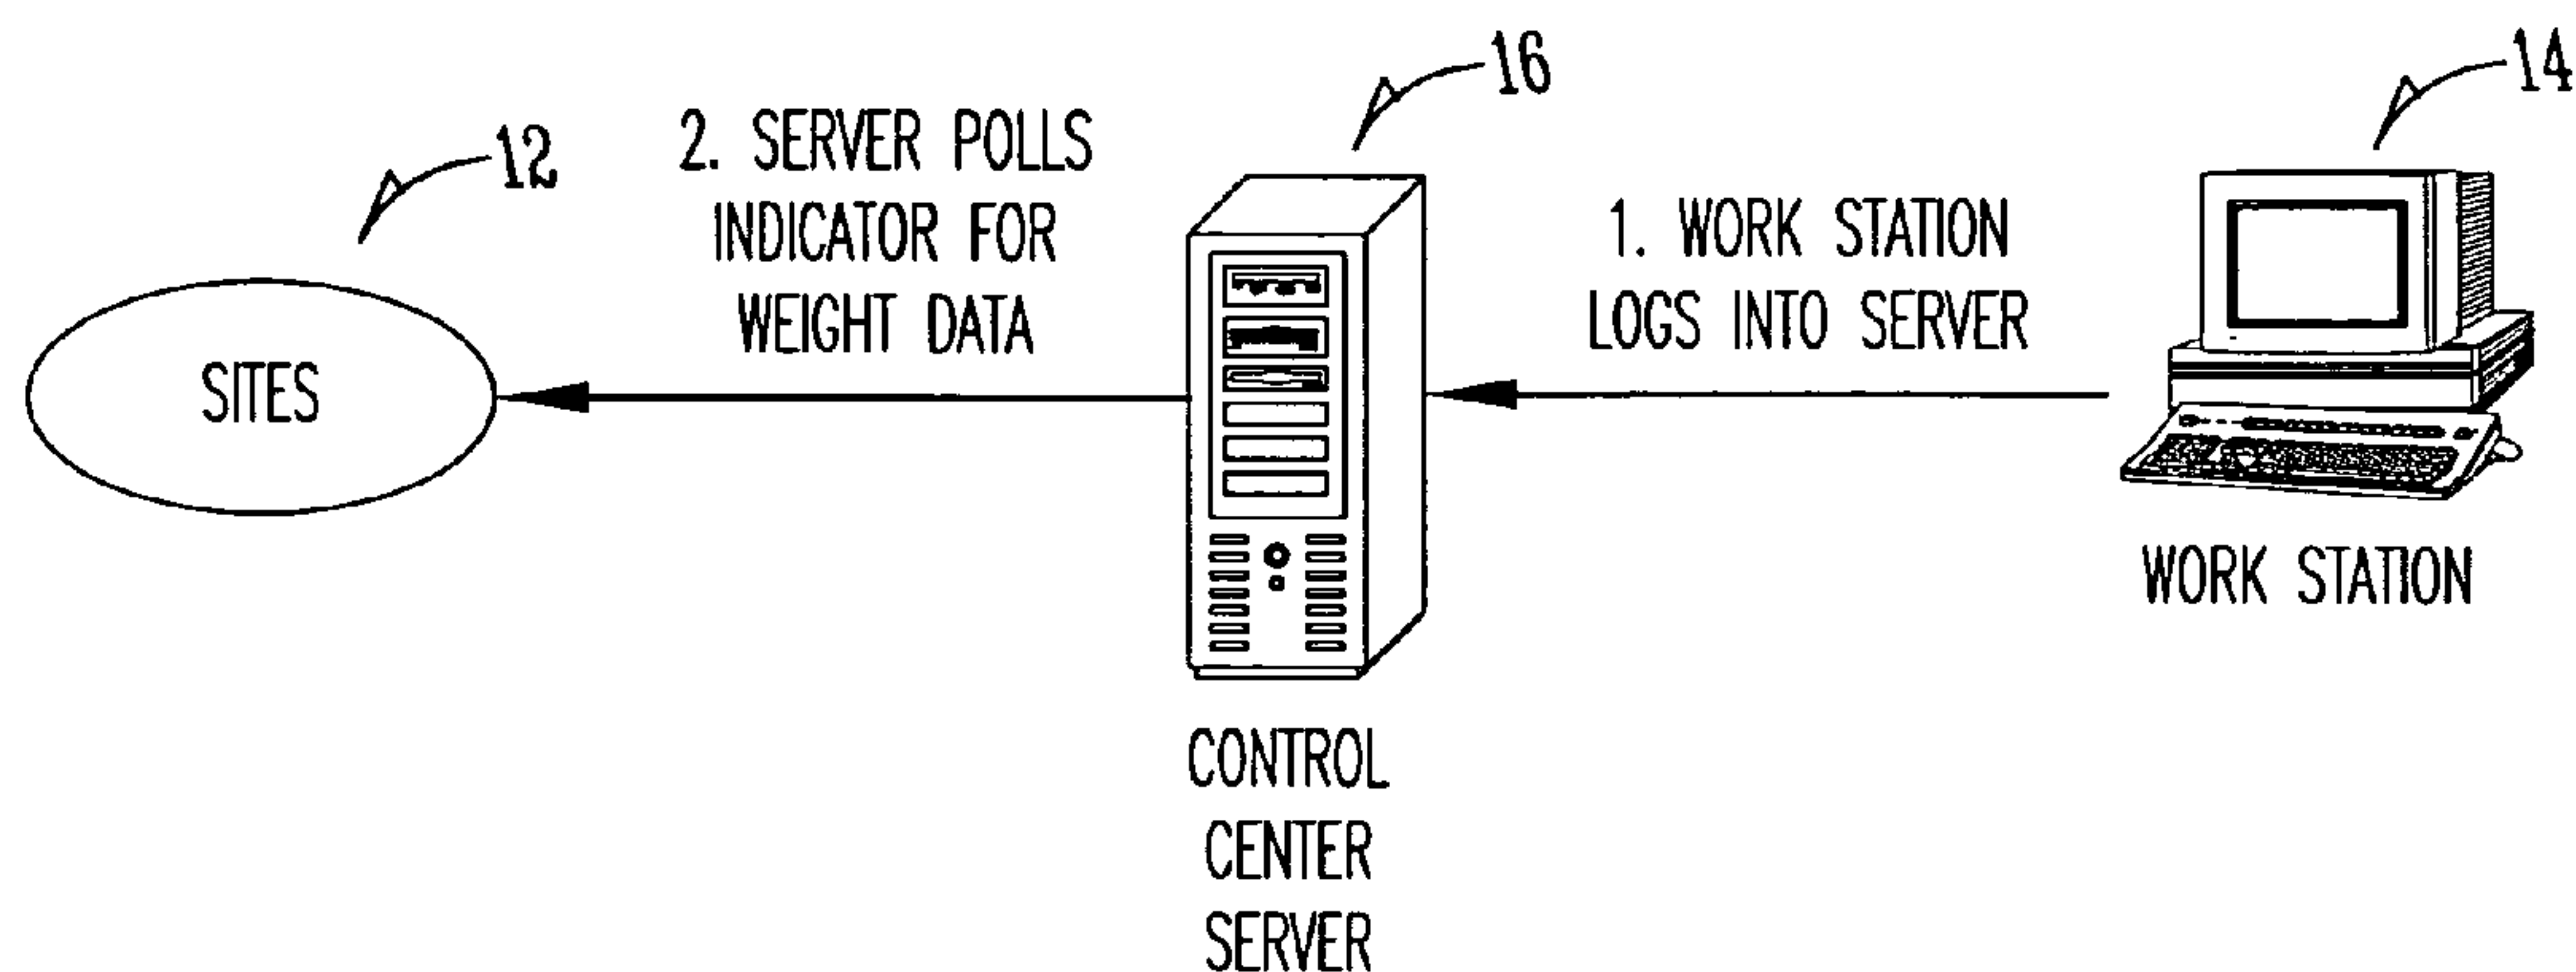 12
2. SERVER POLLS
INDICATOR FOR
WEIGHT DATA
16
1. WORK STATION
LOGS INTO SERVER
14
SITES
WORK STATION
CONTROL
CENTER
SERVER